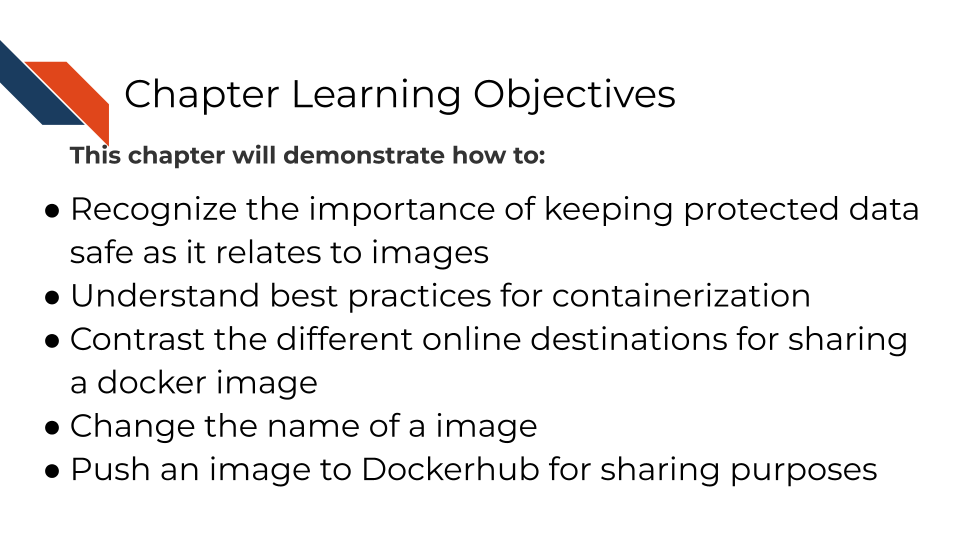 Chapter Learning Objectives
This chapter will demonstrate how to:
● Recognize the importance of keeping protected data
safe as it relates to images
● Understand best practices for containerization
● Contrast the different online destinations for sharing
a docker image
● Change the name of a image
● Push an image to Dockerhub for sharing purposes